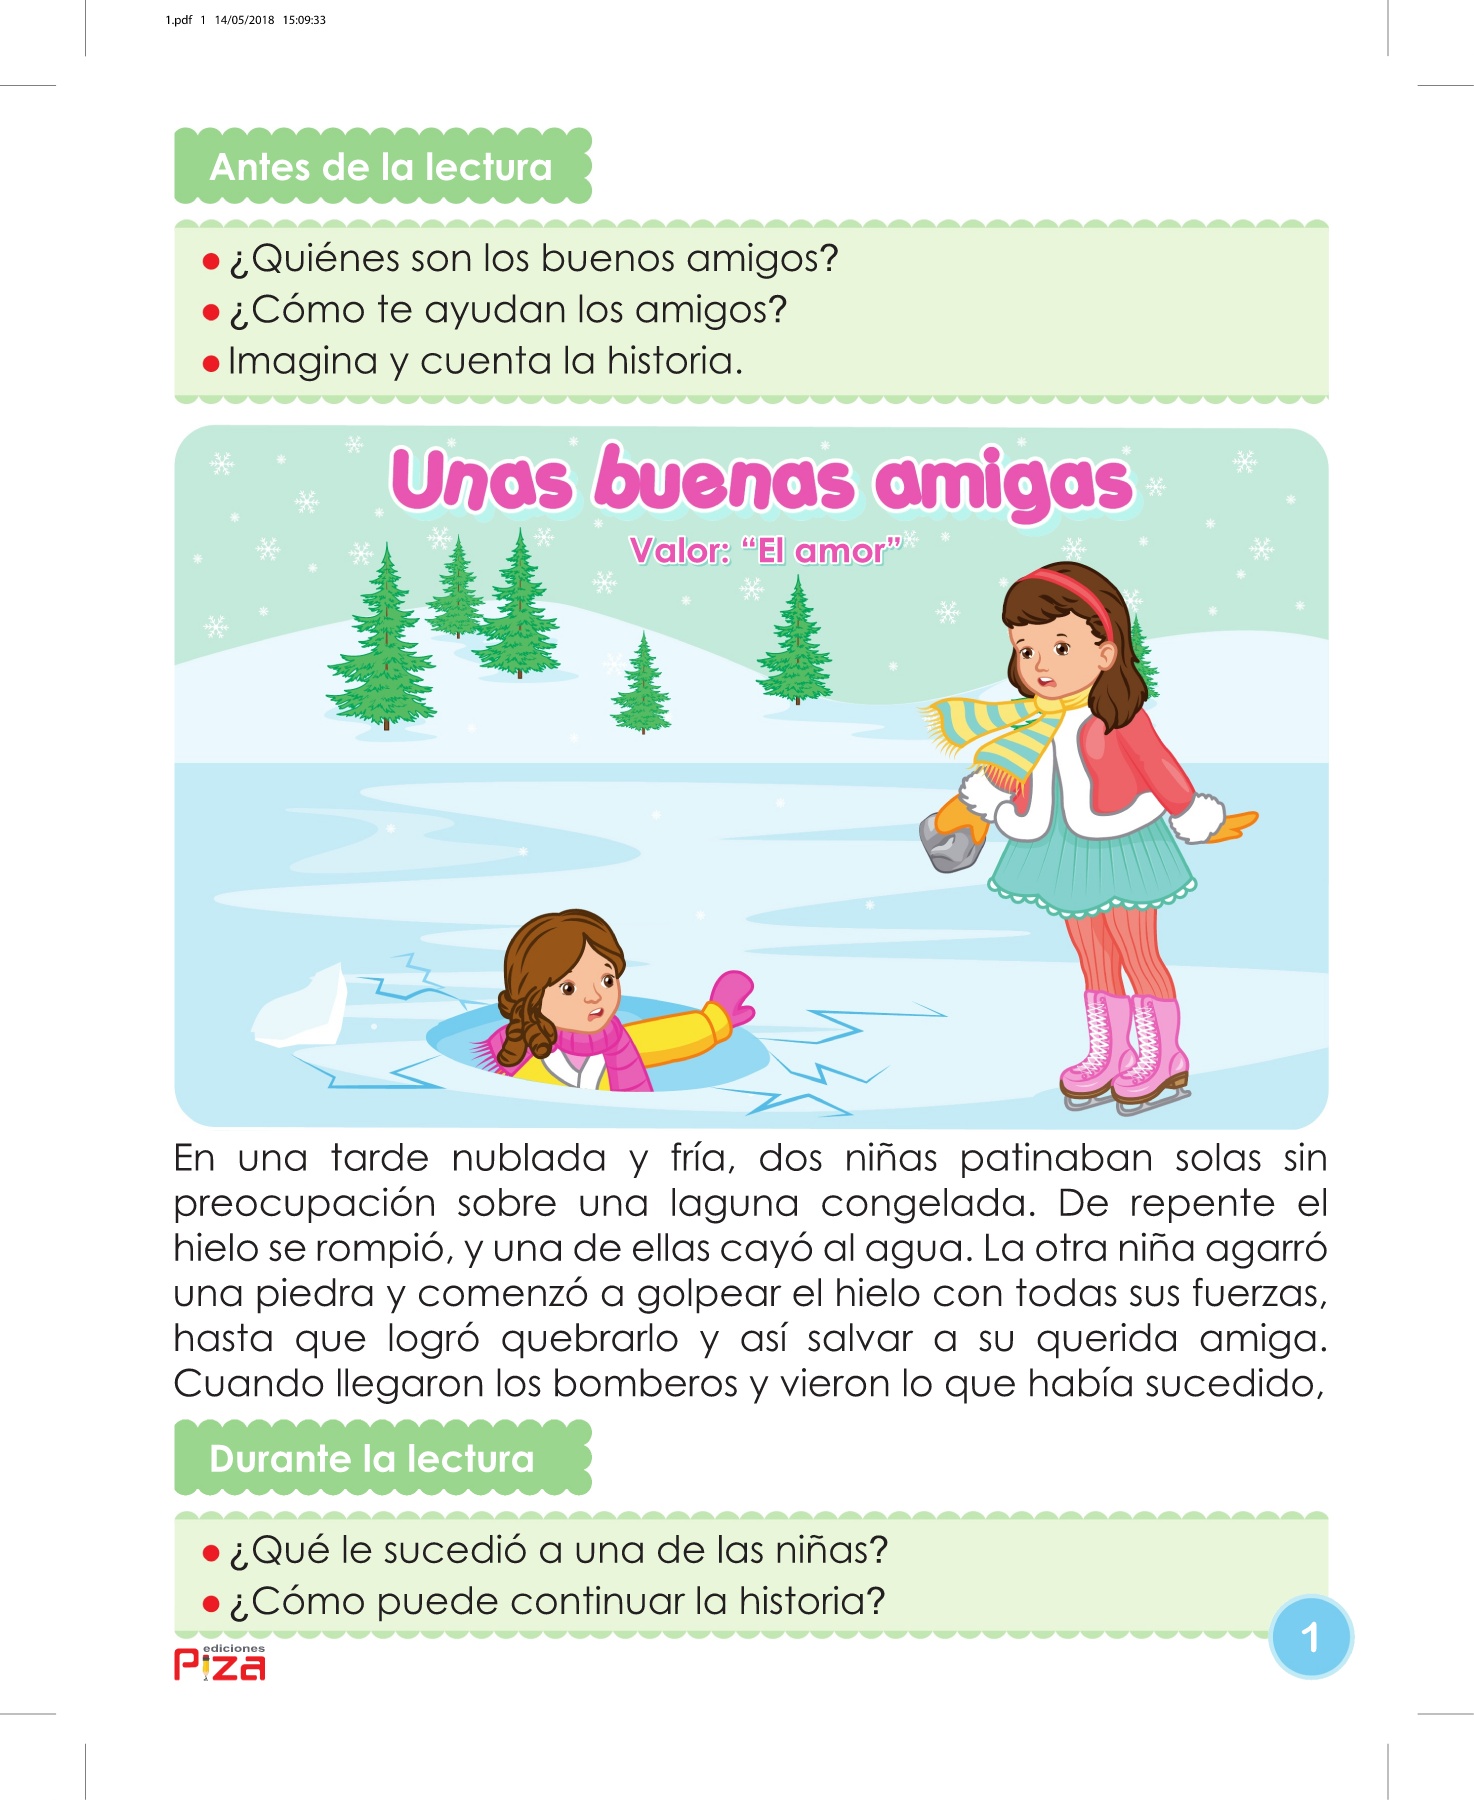 1.pdf 1 14/05/2018 15:09:33
Antes de la lectura
● ¿Quiénes son los buenos amigos?
● ¿Cómo te ayudan los amigos?
● Imagina y cuenta la historia.
Unas buenas amigas
Valor: “El amor”
En una tarde nublada y fría, dos niñas patinaban solas sin
preocupación sobre una laguna congelada. De repente el
hielo se rompió, y una de ellas cayó al agua. La otra niña agarró
una piedra y comenzó a golpear el hielo con todas sus fuerzas,
hasta que logró quebrarlo y así salvar a su querida amiga.
Cuando llegaron los bomberos y vieron lo que había sucedido,
Durante la lectura
● ¿Qué le sucedió a una de las niñas?
● ¿Cómo puede continuar la historia?
ediciones
Piza
1